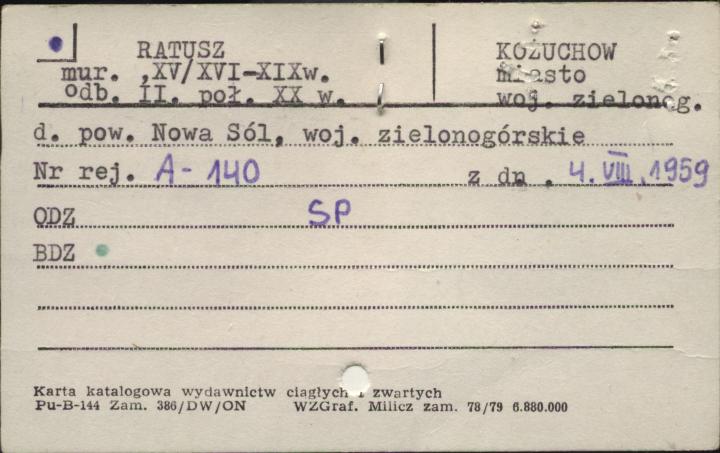 RATUSZ
mur. ,XV/XVI-XIXw.
odb. II. poł. XX w.
KOŻUCHOW
miasto
woj. zielonog.
d. pow. Nowa Sól, woj. zielonogórskie
Nr rej. A-140 z dn. 4.VIII.1959
ODZ SP
BDZ
Karta katalogowa wydawnictw ciągłych i zwartych
Pu-B-144 Zam. 386/DW/ON WZGraf. Milicz zam. 78/79 6.880.000